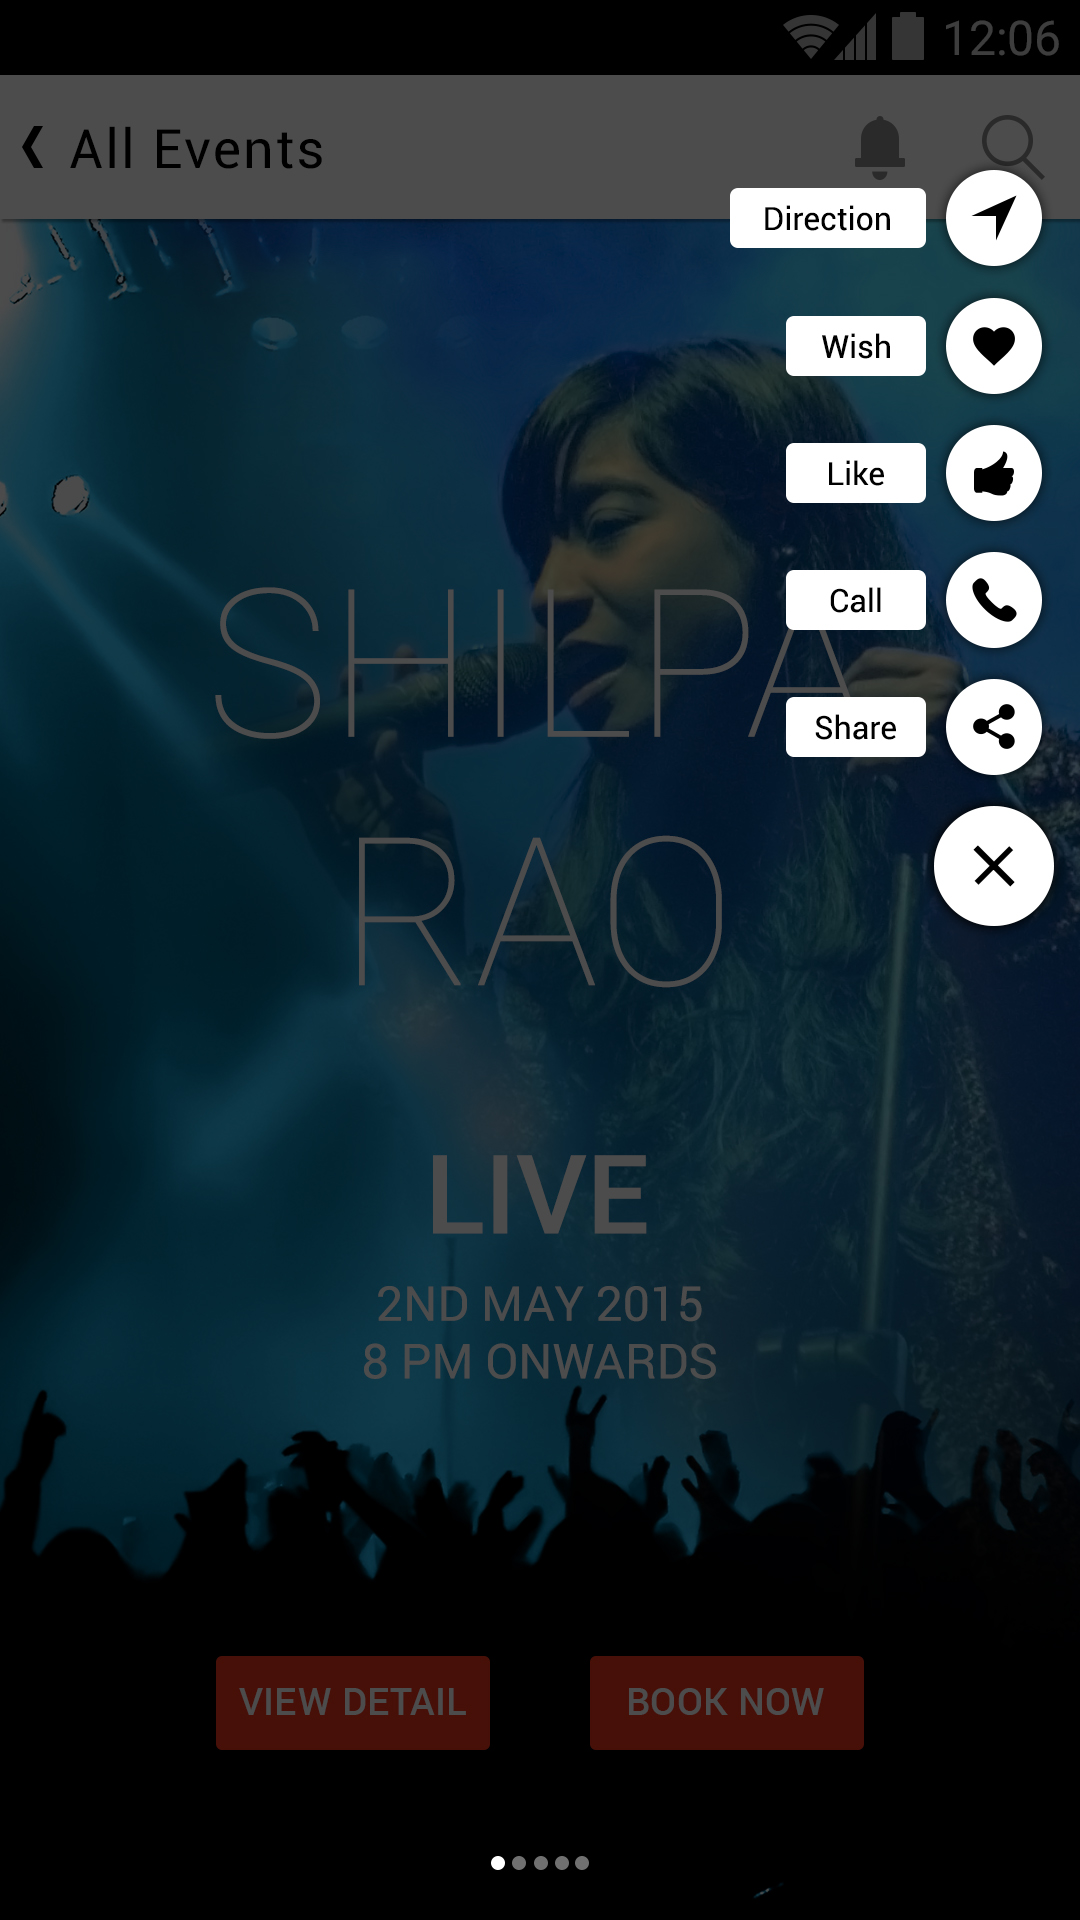 12:06
All Events
Direction
Wish
Like
Call
Share
SHILPA
RAO
LIVE
2ND MAY 2015
8 PM ONWARDS
VIEW DETAIL
BOOK NOW